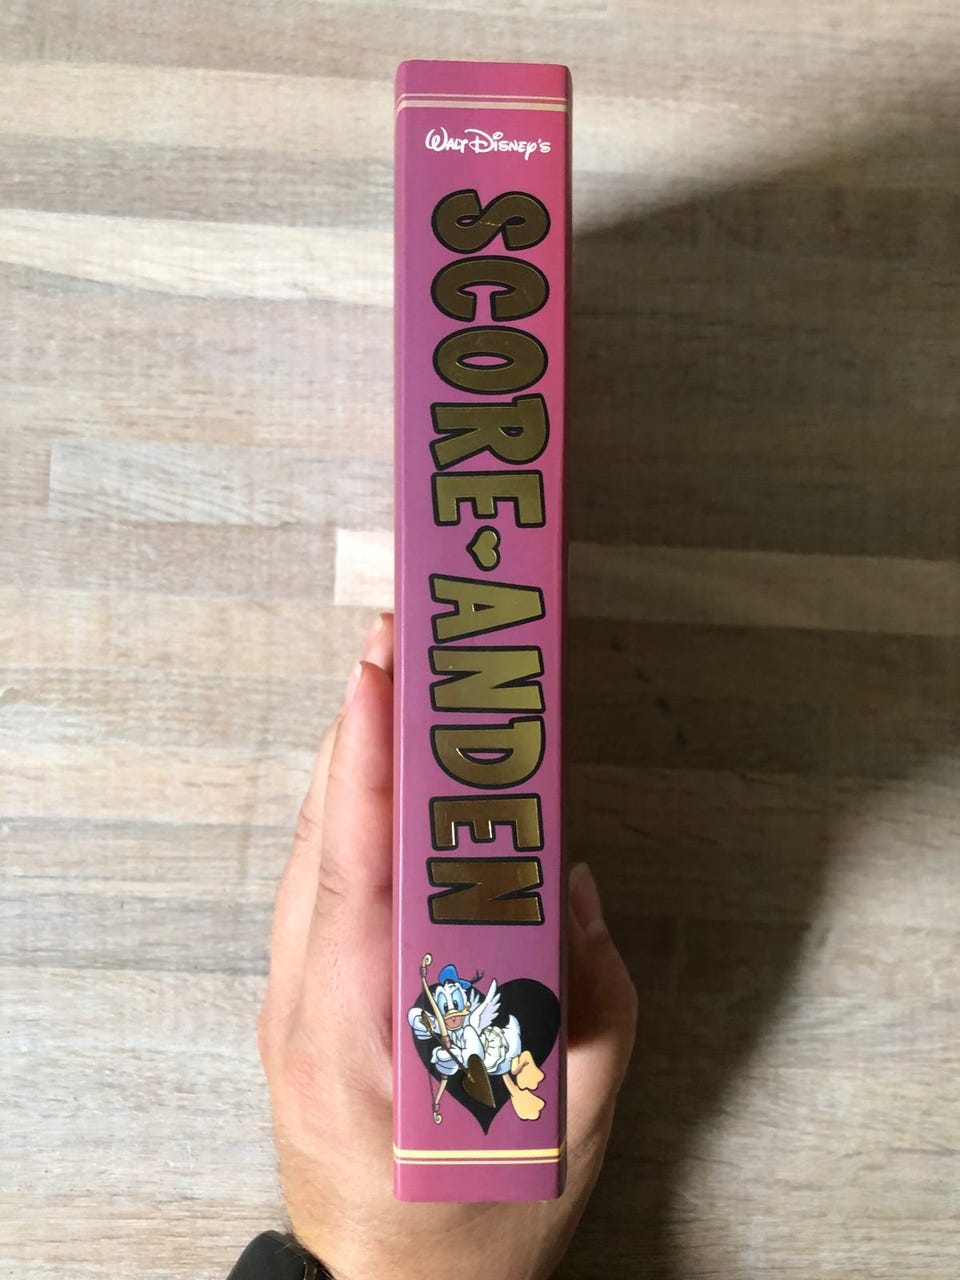 WALT DISNEY'S
SCORE ♥ ANDEN